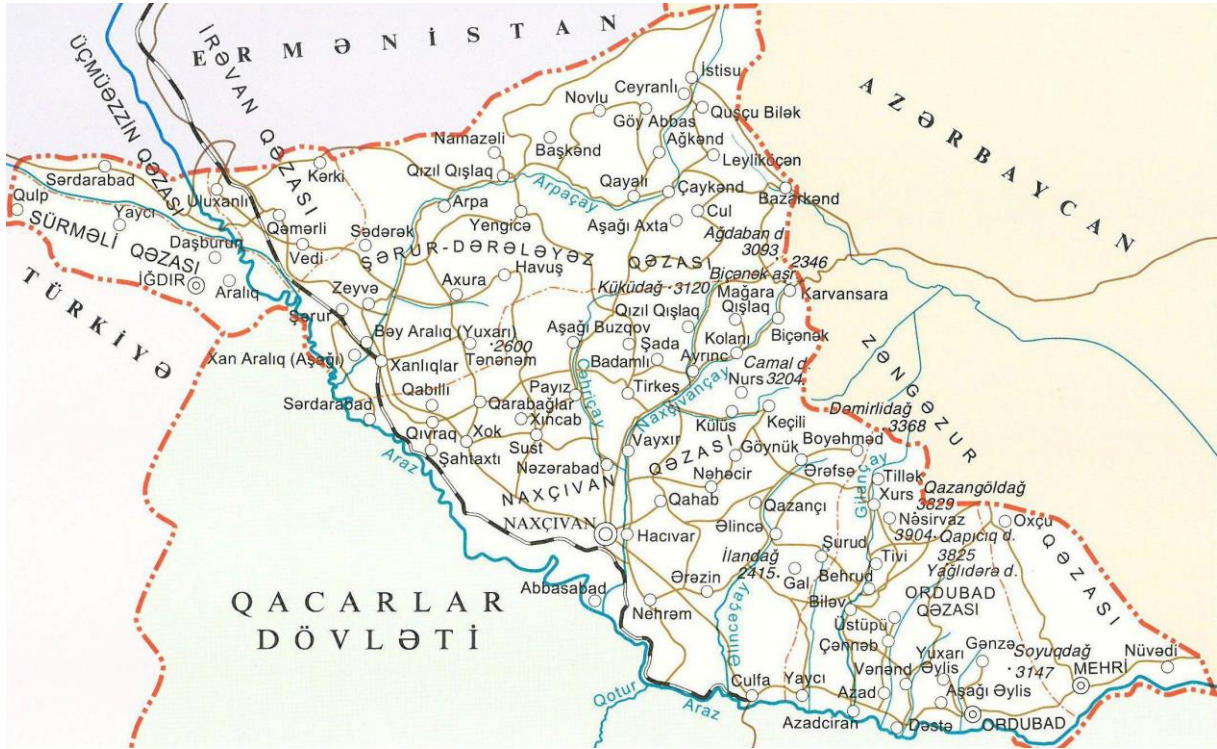 ERMƏNİSTAN
İRƏVAN QƏZASI
ÜÇMÜƏZZİN QƏZASI
AZƏRBAYCAN
İstisu
Ceyranlı
Novlu
Göy Abbas
Quşçu Bilək
Başkənd
Ağkənd
Leyliköçən
Namazəli
Kərki
Qızıl Qışlaq
Sərdarabad
Uluxanlı
Arpaçay
Qayalı
Çaykənd
Bazarkənd
Qulp
Yaycı
SÜRMƏLİ QƏZASI
Qəmərli
Sədərək
Arpa
Yengicə
Aşağı Axta
Cul
Ağdaban d
3093
Daşburun
Vedi
ŞƏRUR-DƏRƏLƏYƏZ QƏZASI
İĞDIR
Aralıq
Havuş
Axura
Biçənək aşr.
2346
Küküdağ
3120
Mağara Qışlaq
Karvansara
TÜRKİYƏ
Zeyvə
Şərur
Qızıl Qışlaq
Biçənək
Bəy Aralıq (Yuxarı)
2600
Tənənəm
Aşağı Buzqov
Şada
Kolanı
Xan Aralıq (Aşağı)
Xanlıqlar
Badamlı
Ayrınc
Camal d.
3204
Nurs
Qabıllı
Payız
Cəhriçay
Tirkeş
Naxçıvançay
ZƏNGƏZUR QƏZASI
Dəmirlidağ
3368
Sərdarabad
Qarabağlar
Xıncab
Külüs
Keçili
Qıvraq
Xok
Sust
Vayxır
Göynük
Boyəhməd
Araz
Şahtaxtı
Nəzərabad
NAXÇIVAN QƏZASI
Nəhəcir
Ərəfsə
Gilançay
Tillək
Xurs
Qazangöldağ
3829
Qahab
Qazançı
Nəsirvaz
3904
Qapıcıq d.
Oxçu
NAXÇIVAN
Hacıvar
Əlincə
Şurud
Tivi
3825
Yağlıdərə d.
İlandağ
2415
Gal
Behrud
QACARLAR DÖVLƏTİ
Abbasabad
Nehrəm
Ərəzin
Biləv
ORDUBAD QƏZASI
Əlincəçay
Üstüpü
Çənnəb
Yuxarı Əylis
Gənzə
Soyuqdağ
3147
Nüvədi
MEHRİ
Vənənd
Qotur
Araz
Culfa
Yaycı
Azad
Aşağı Əylis
Azadcıran
Dəstə
ORDUBAD